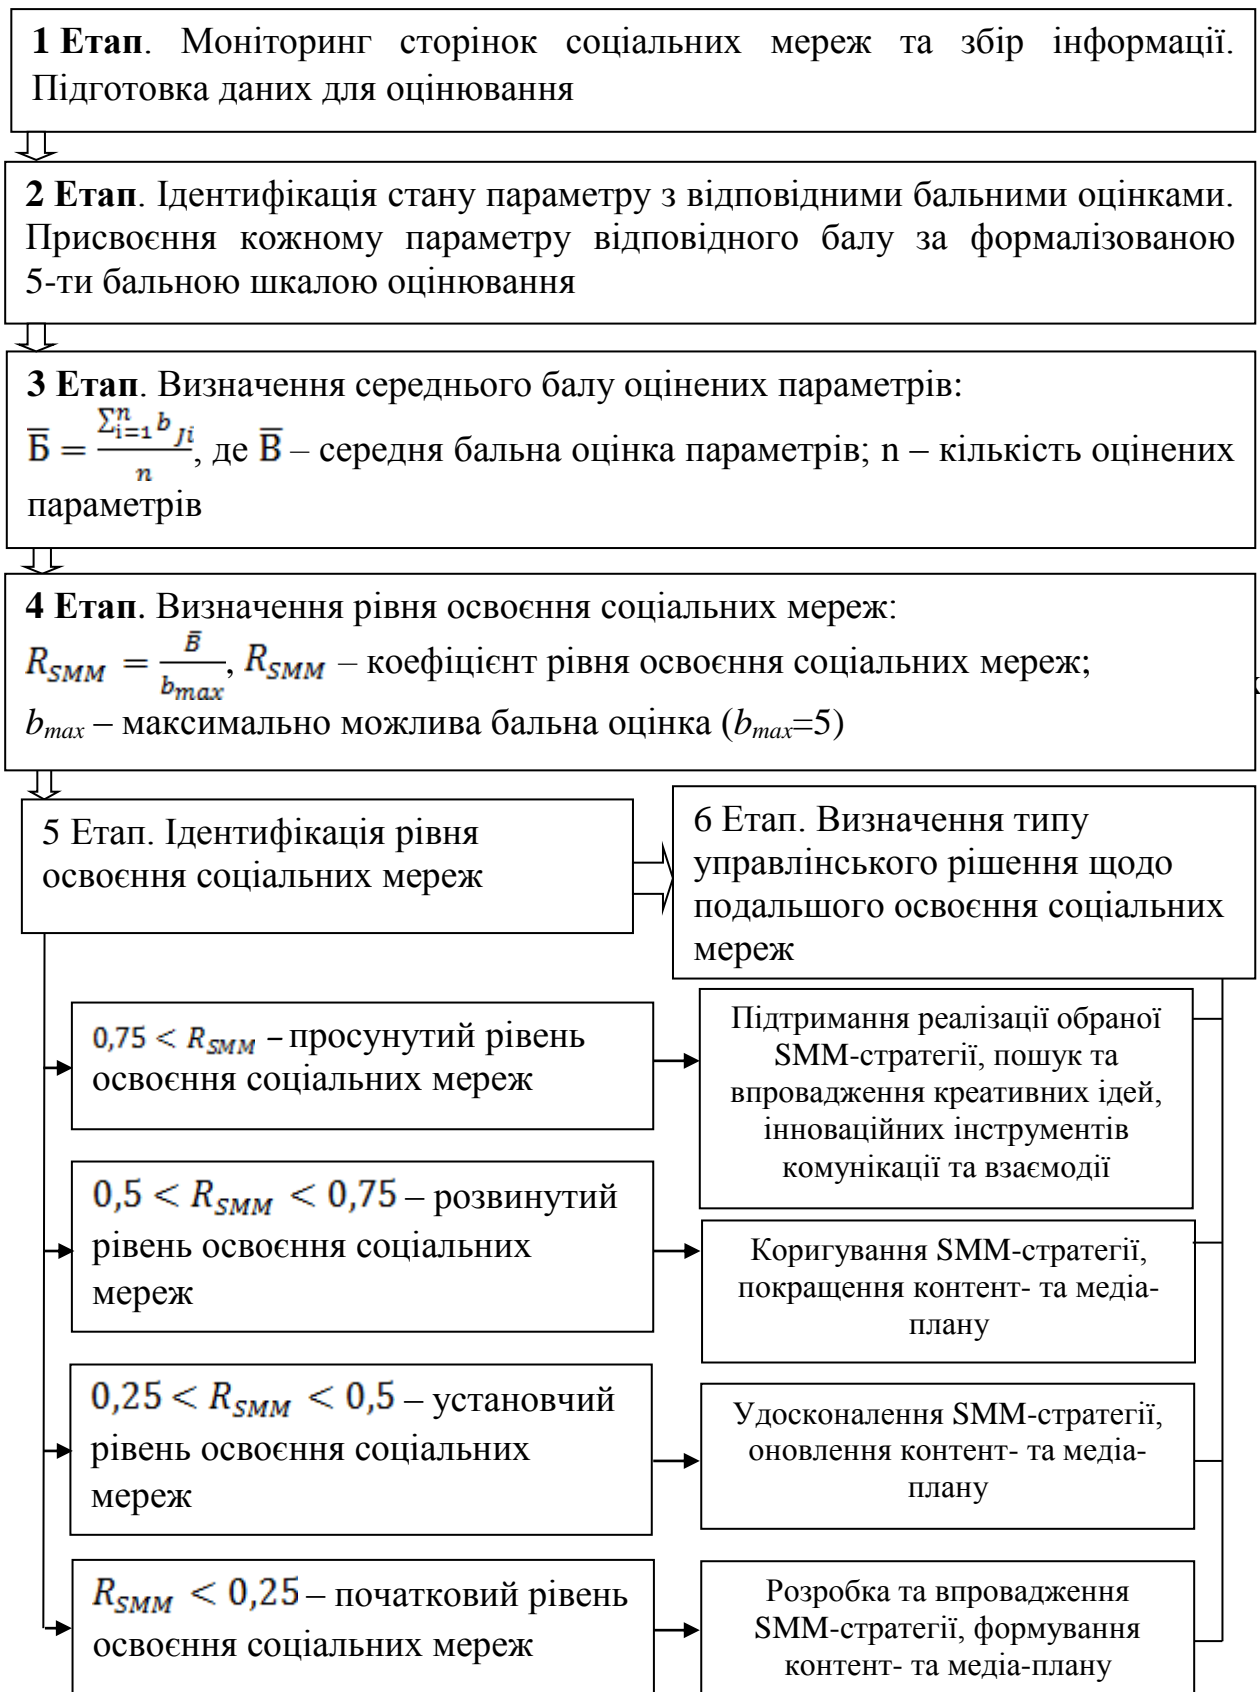 1 Етап. Моніторинг сторінок соціальних мереж та збір інформації.
Підготовка даних для оцінювання
2 Етап. Ідентифікація стану параметру з відповідними бальними оцінками.
Присвоєння кожному параметру відповідного балу за формалізованою
5-ти бальною шкалою оцінювання
3 Етап. Визначення середнього балу оцінених параметрів:
Б̅ = ∑ⁿᵢ₌₁ b_Ji / n, де B̅ – середня бальна оцінка параметрів; n – кількість оцінених
параметрів
4 Етап. Визначення рівня освоєння соціальних мереж:
R_SMM = B̅ / b_max, R_SMM – коефіцієнт рівня освоєння соціальних мереж;
b_max – максимально можлива бальна оцінка (b_max=5)
5 Етап. Ідентифікація рівня
освоєння соціальних мереж
6 Етап. Визначення типу
управлінського рішення щодо
подальшого освоєння соціальних
мереж
0,75 < R_SMM – просунутий рівень
освоєння соціальних мереж
Підтримання реалізації обраної
SMM-стратегії, пошук та
впровадження креативних ідей,
інноваційних інструментів
комунікації та взаємодії
0,5 < R_SMM < 0,75 – розвинутий
рівень освоєння соціальних
мереж
Коригування SMM-стратегії,
покращення контент- та медіа-
плану
0,25 < R_SMM < 0,5 – установчий
рівень освоєння соціальних
мереж
Удосконалення SMM-стратегії,
оновлення контент- та медіа-
плану
R_SMM < 0,25 – початковий рівень
освоєння соціальних мереж
Розробка та впровадження
SMM-стратегії, формування
контент- та медіа-плану